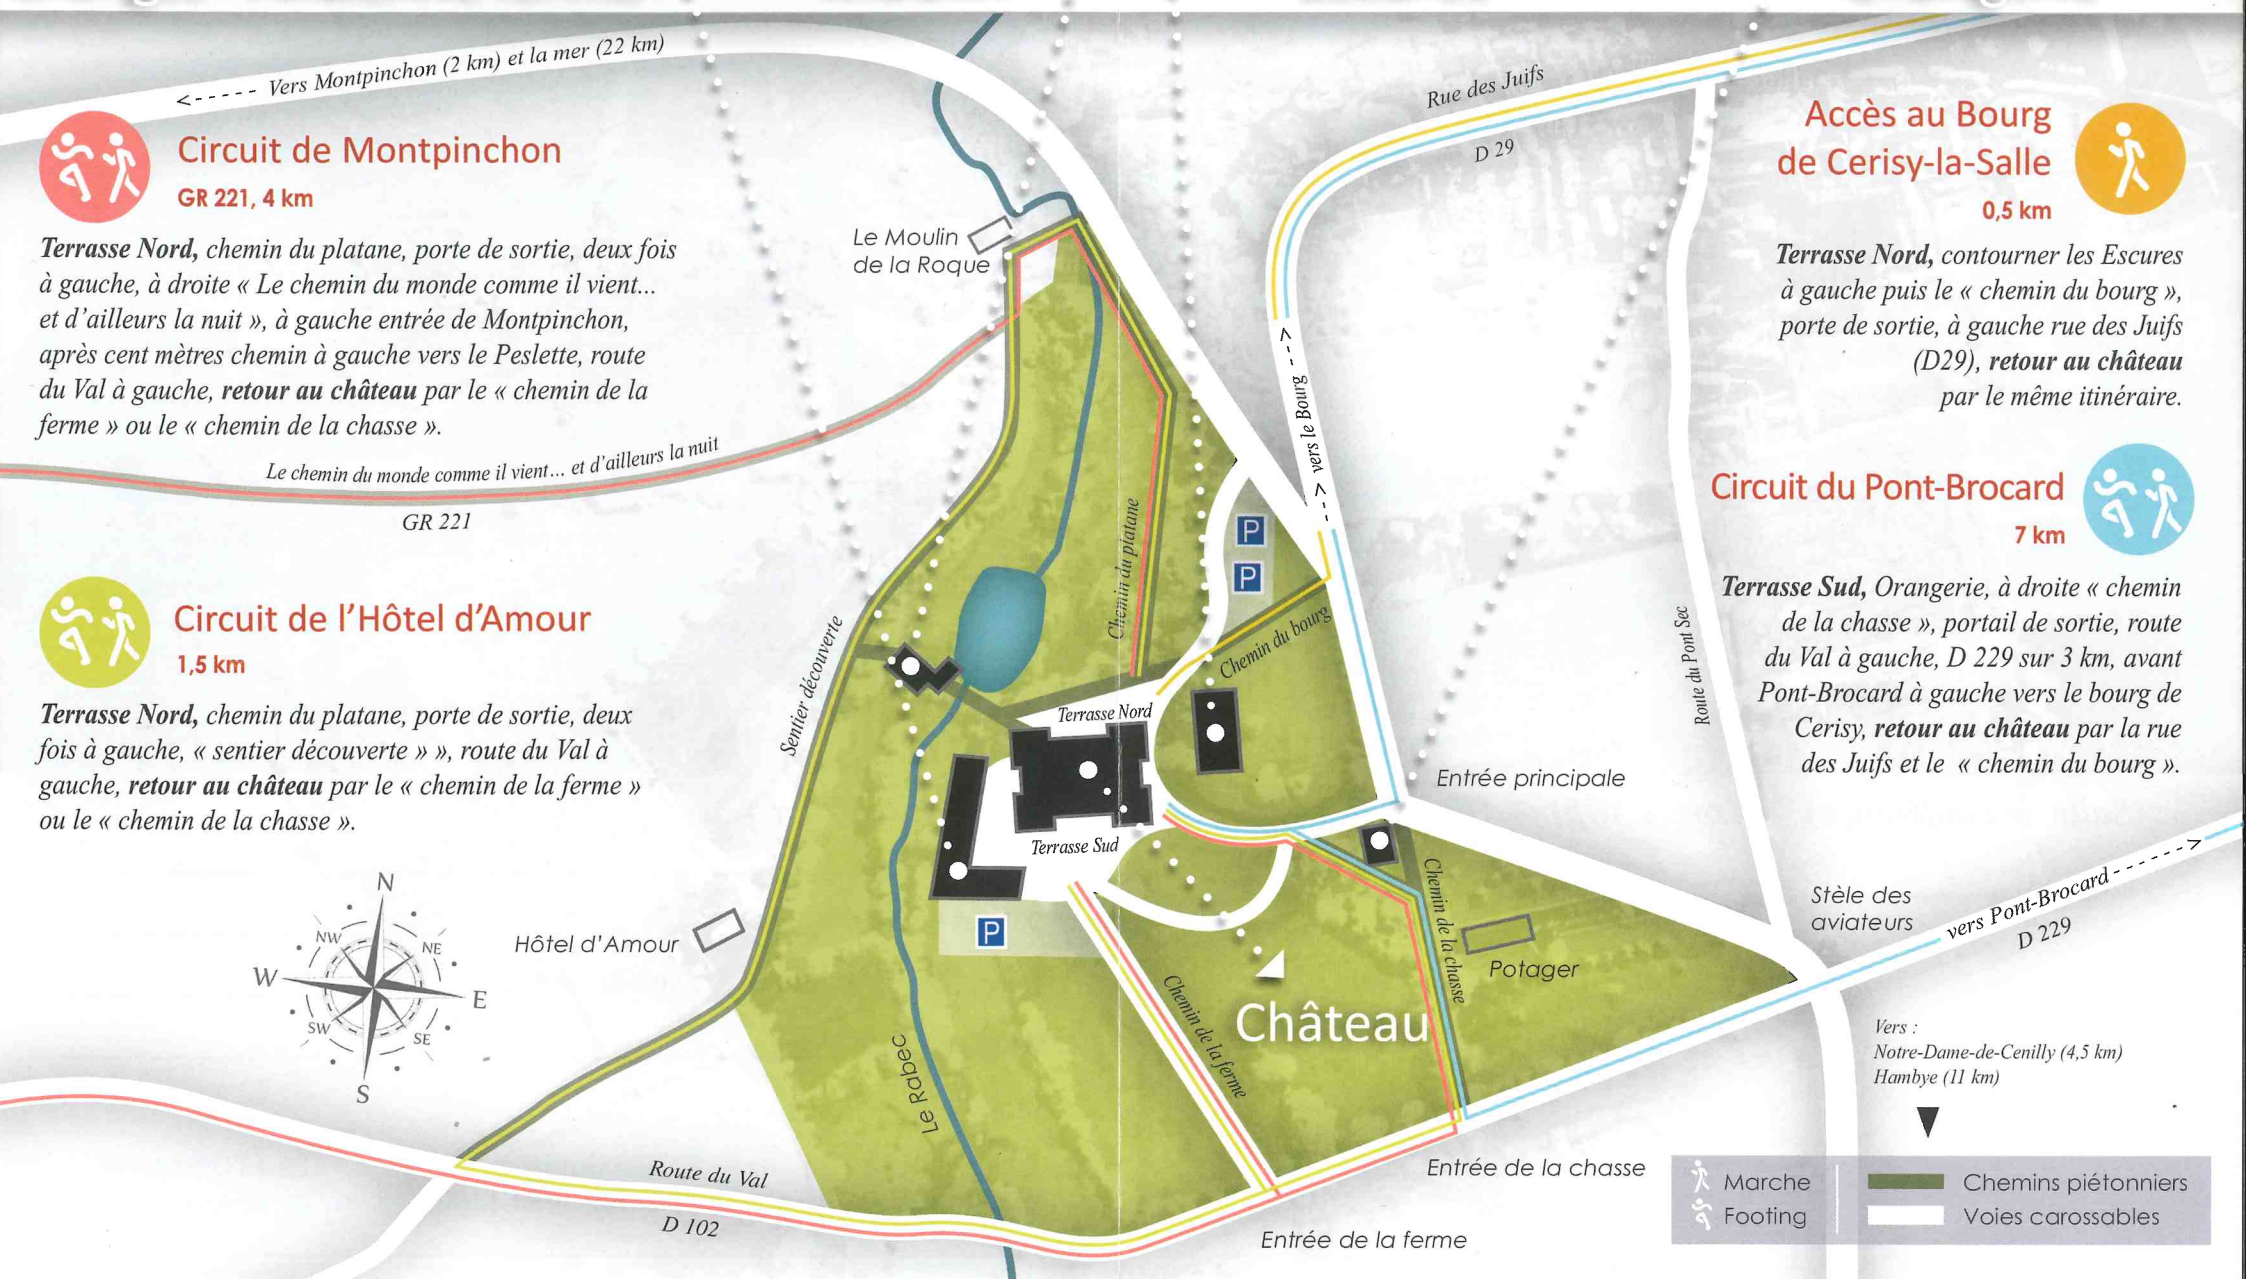 <----- Vers Montpinchon (2 km) et la mer (22 km)
Circuit de Montpinchon
GR 221, 4 km
Terrasse Nord, chemin du platane, porte de sortie, deux fois
à gauche, à droite « Le chemin du monde comme il vient...
et d'ailleurs la nuit », à gauche entrée de Montpinchon,
après cent mètres chemin à gauche vers le Peslette, route
du Val à gauche, retour au château par le « chemin de la
ferme » ou le « chemin de la chasse ».
Le chemin du monde comme il vient... et d'ailleurs la nuit
GR 221
Circuit de l'Hôtel d'Amour
1,5 km
Terrasse Nord, chemin du platane, porte de sortie, deux
fois à gauche, « sentier découverte » », route du Val à
gauche, retour au château par le « chemin de la ferme »
ou le « chemin de la chasse ».
N
NE
E
SE
S
SW
W
NW
Le Moulin
de la Roque
Sentier découverte
Hôtel d'Amour
Chemin du platane
P
P
Chemin du bourg
Terrasse Nord
Terrasse Sud
P
Le Rabec
Chemin de la ferme
Château
Chemin de la chasse
Potager
Route du Val
D 102
Entrée de la ferme
Entrée de la chasse
Entrée principale
<--- vers le Bourg <---
Rue des Juifs
D 29
Route du Pont Sec
Accès au Bourg
de Cerisy-la-Salle
0,5 km
Terrasse Nord, contourner les Escures
à gauche puis le « chemin du bourg »,
porte de sortie, à gauche rue des Juifs
(D29), retour au château
par le même itinéraire.
Circuit du Pont-Brocard
7 km
Terrasse Sud, Orangerie, à droite « chemin
de la chasse », portail de sortie, route
du Val à gauche, D 229 sur 3 km, avant
Pont-Brocard à gauche vers le bourg de
Cerisy, retour au château par la rue
des Juifs et le « chemin du bourg ».
Stèle des
aviateurs
vers Pont-Brocard ------>
D 229
Vers :
Notre-Dame-de-Cenilly (4,5 km)
Hambye (11 km)
Marche
Footing
Chemins piétonniers
Voies carossables